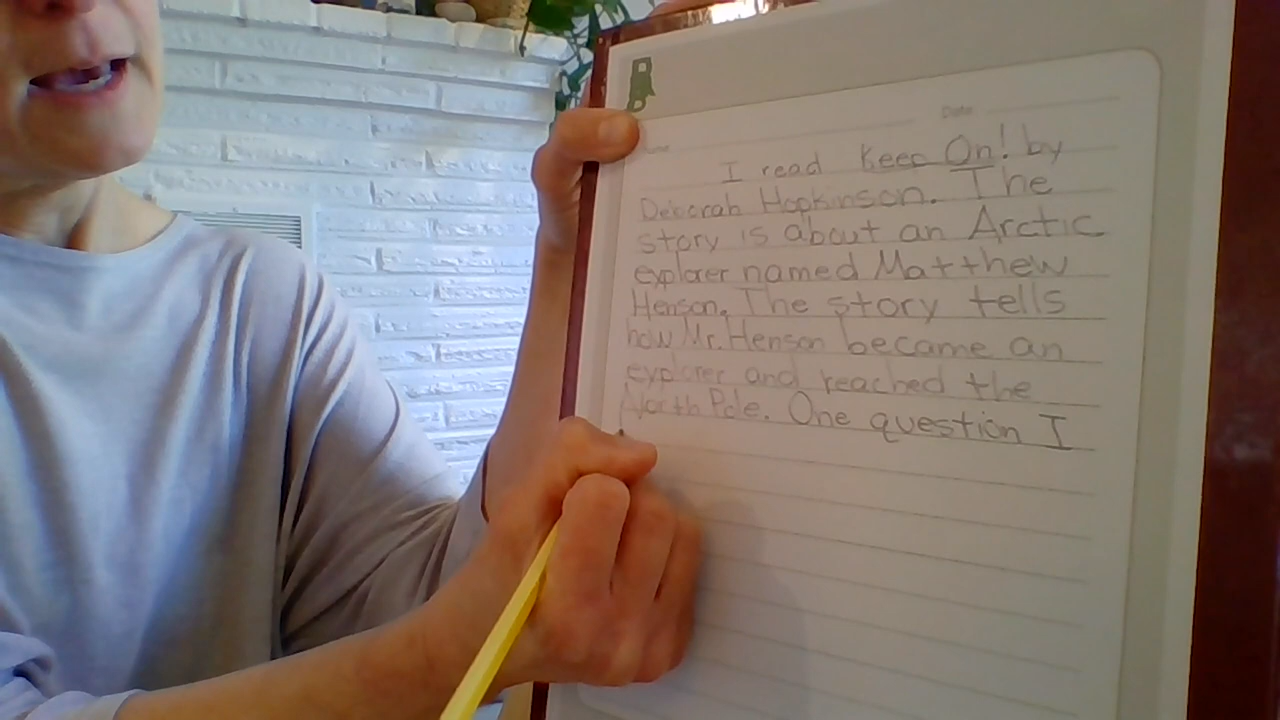 Date
I read Keep On! by
Deborah Hopkinson. The
story is about an Arctic
explorer named Matthew
Henson. The story tells
how Mr. Henson became an
explorer and reached the
North Pole. One question I